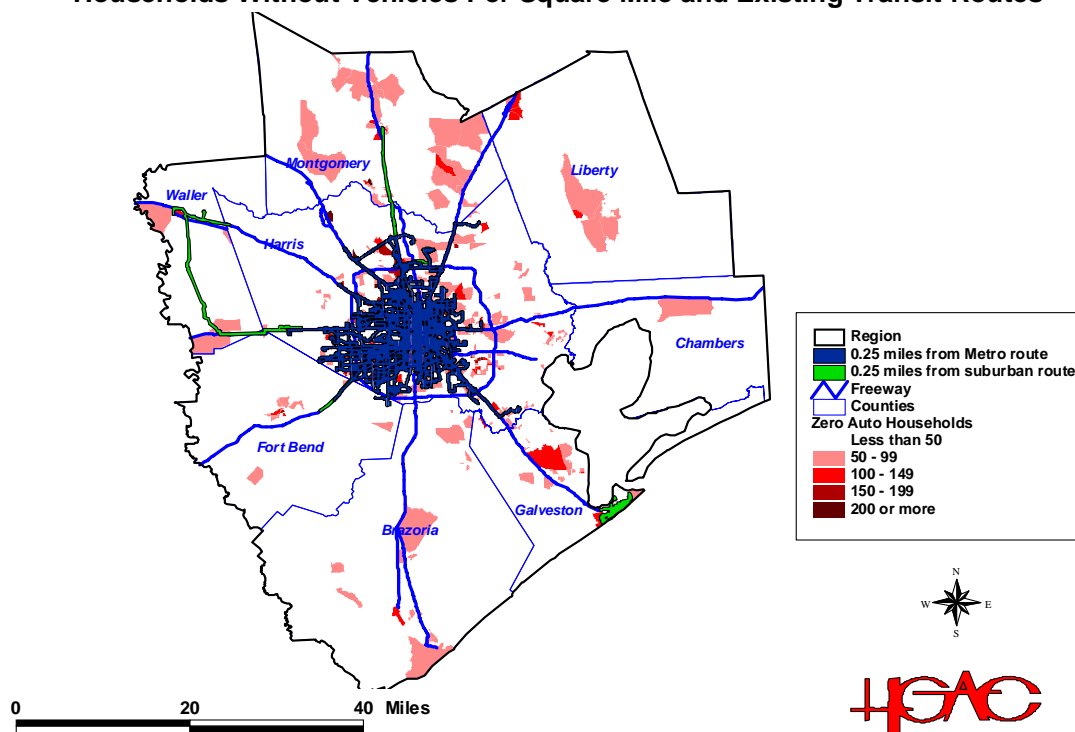 Households Without Vehicles Per Square Mile and Existing Transit Routes
Montgomery
Liberty
Waller
Harris
Chambers
Fort Bend
Galveston
Brazoria
Region
0.25 miles from Metro route
0.25 miles from suburban route
Freeway
Counties
Zero Auto Households
Less than 50
50 - 99
100 - 149
150 - 199
200 or more
N
W E
S
0 20 40 Miles
HGAC